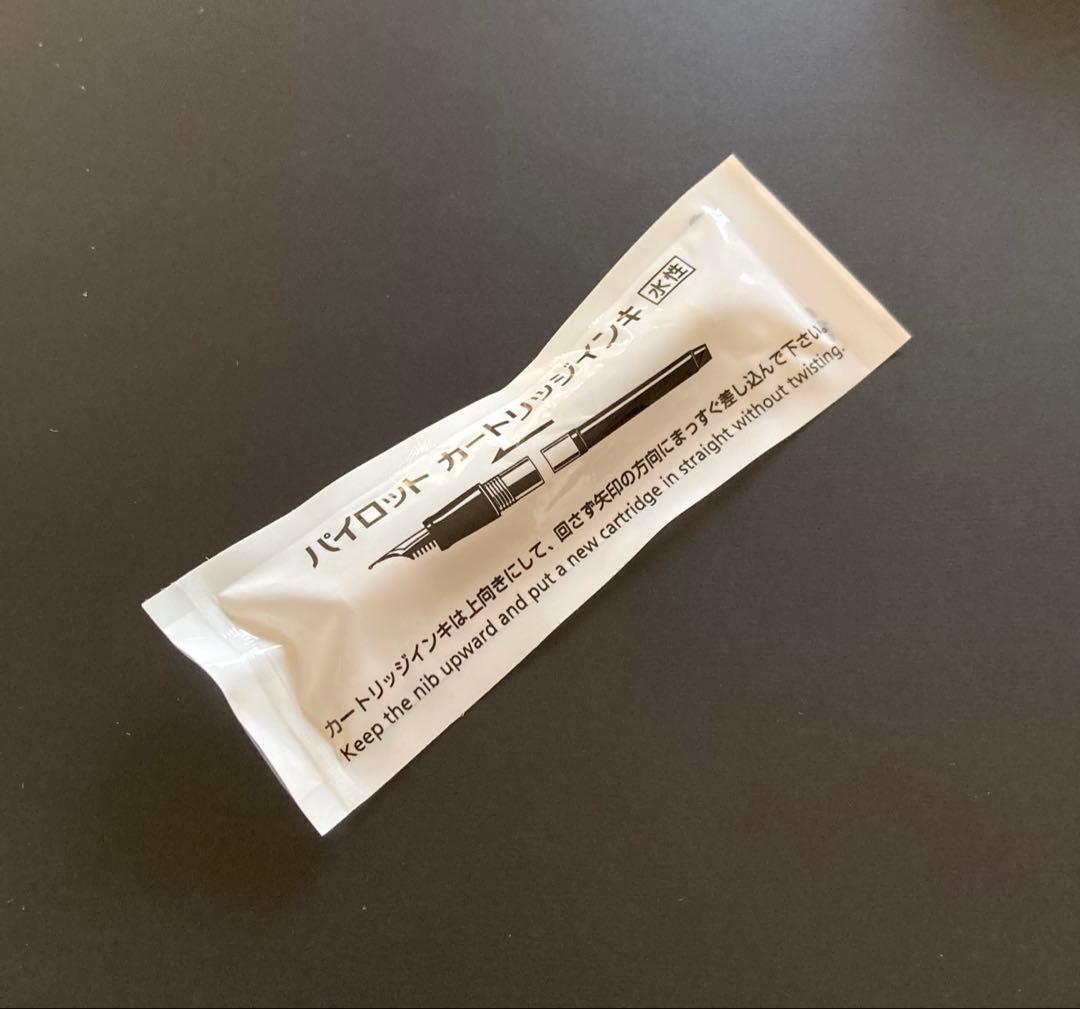 パイロット カートリッジインキ 水性
カートリッジインキは上向きにして、回さず矢印の方向にまっすぐ差し込んで下さい。
Keep the nib upward and put a new cartridge in straight without twisting.